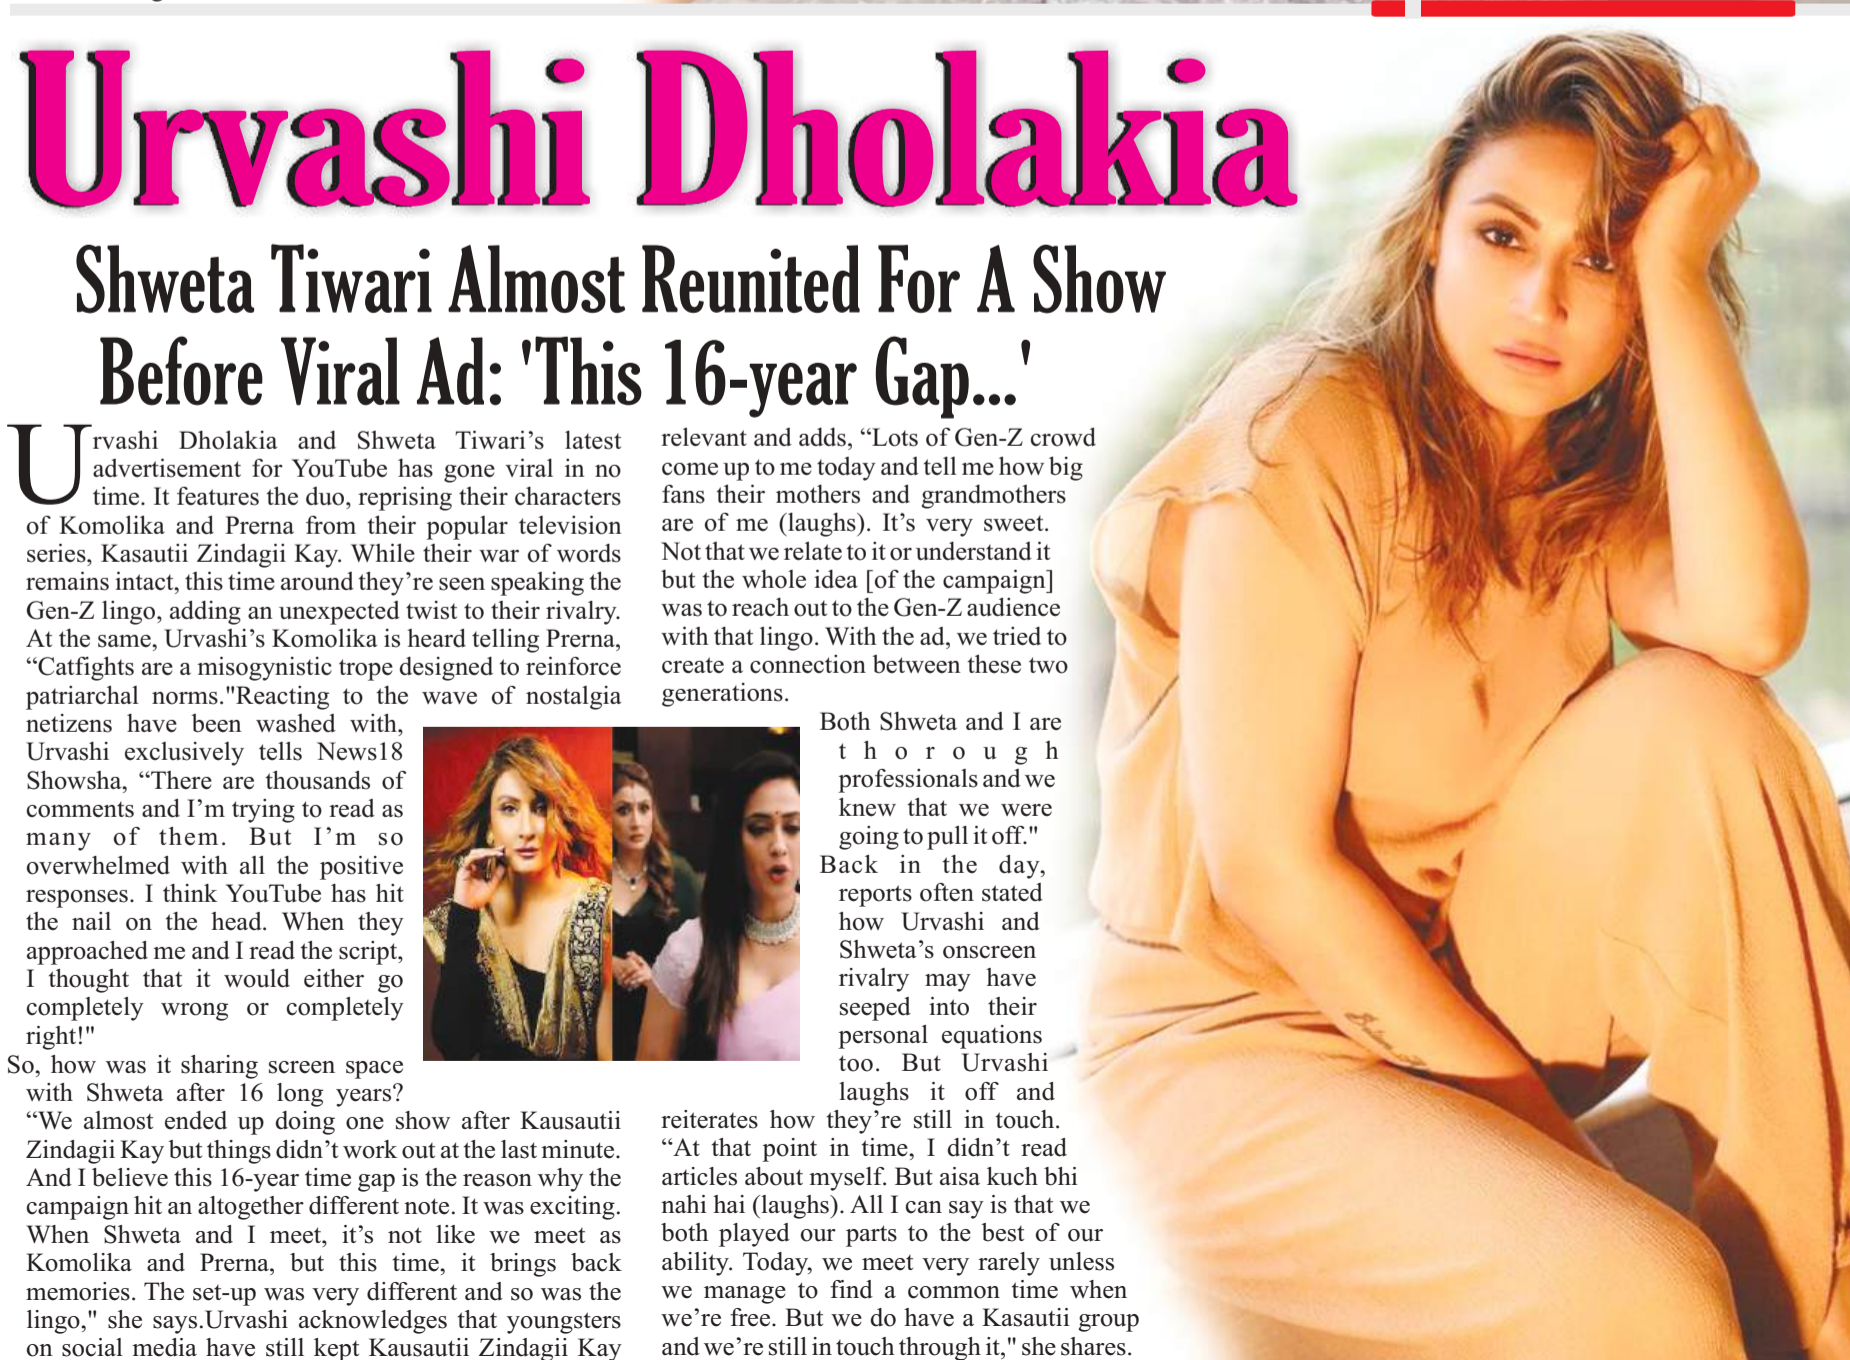 Urvashi Dholakia
Shweta Tiwari Almost Reunited For A Show
Before Viral Ad: 'This 16-year Gap...'
Urvashi Dholakia and Shweta Tiwari’s latest
advertisement for YouTube has gone viral in no
time. It features the duo, reprising their characters
of Komolika and Prerna from their popular television
series, Kasautii Zindagii Kay. While their war of words
remains intact, this time around they’re seen speaking the
Gen-Z lingo, adding an unexpected twist to their rivalry.
At the same, Urvashi’s Komolika is heard telling Prerna,
“Catfights are a misogynistic trope designed to reinforce
patriarchal norms."Reacting to the wave of nostalgia
netizens have been washed with,
Urvashi exclusively tells News18
Showsha, “There are thousands of
comments and I’m trying to read as
many of them. But I’m so
overwhelmed with all the positive
responses. I think YouTube has hit
the nail on the head. When they
approached me and I read the script,
I thought that it would either go
completely wrong or completely
right!"
So, how was it sharing screen space
with Shweta after 16 long years?
“We almost ended up doing one show after Kausautii
Zindagii Kay but things didn’t work out at the last minute.
And I believe this 16-year time gap is the reason why the
campaign hit an altogether different note. It was exciting.
When Shweta and I meet, it’s not like we meet as
Komolika and Prerna, but this time, it brings back
memories. The set-up was very different and so was the
lingo," she says.Urvashi acknowledges that youngsters
on social media have still kept Kausautii Zindagii Kay
relevant and adds, “Lots of Gen-Z crowd
come up to me today and tell me how big
fans their mothers and grandmothers
are of me (laughs). It’s very sweet.
Not that we relate to it or understand it
but the whole idea [of the campaign]
was to reach out to the Gen-Z audience
with that lingo. With the ad, we tried to
create a connection between these two
generations.
Both Shweta and I are
thorough
professionals and we
knew that we were
going to pull it off."
Back in the day,
reports often stated
how Urvashi and
Shweta’s onscreen
rivalry may have
seeped into their
personal equations
too. But Urvashi
laughs it off and
reiterates how they’re still in touch.
“At that point in time, I didn’t read
articles about myself. But aisa kuch bhi
nahi hai (laughs). All I can say is that we
both played our parts to the best of our
ability. Today, we meet very rarely unless
we manage to find a common time when
we’re free. But we do have a Kasautii group
and we’re still in touch through it," she shares.